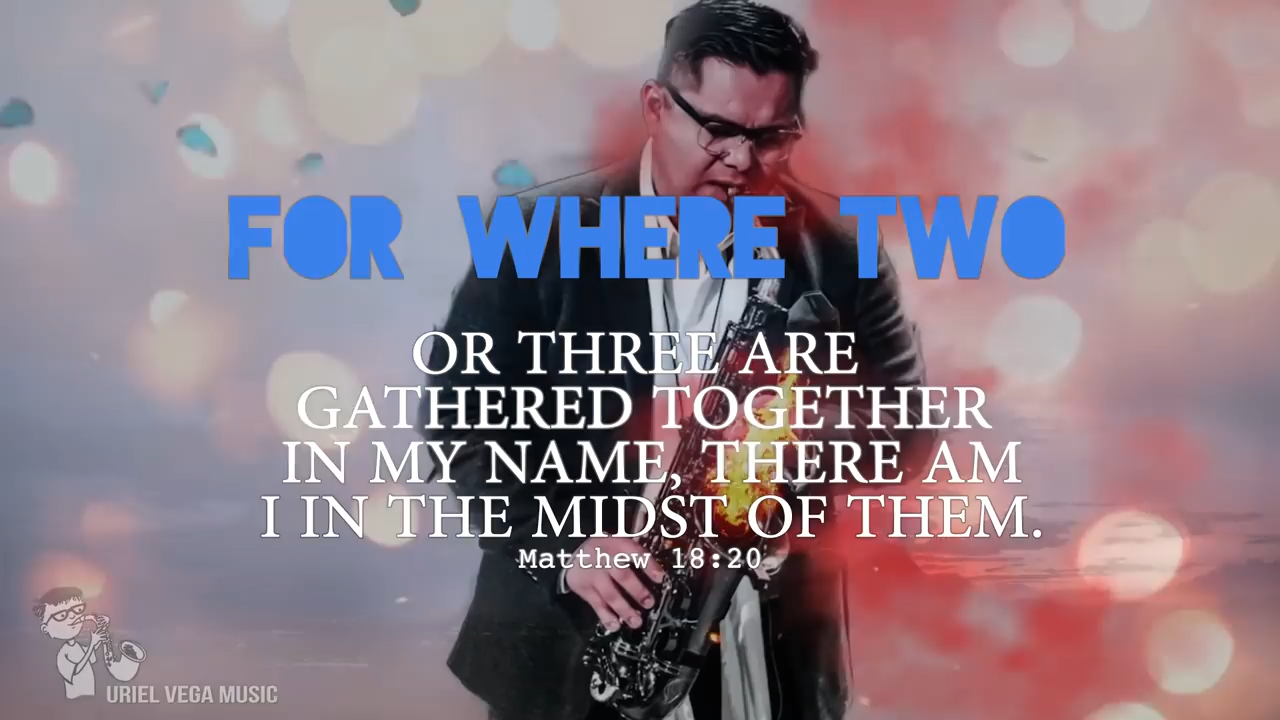 FOR WHERE TWO
OR THREE ARE
GATHERED TOGETHER
IN MY NAME, THERE AM
I IN THE MIDST OF THEM.
Matthew 18:20
URIEL VEGA MUSIC